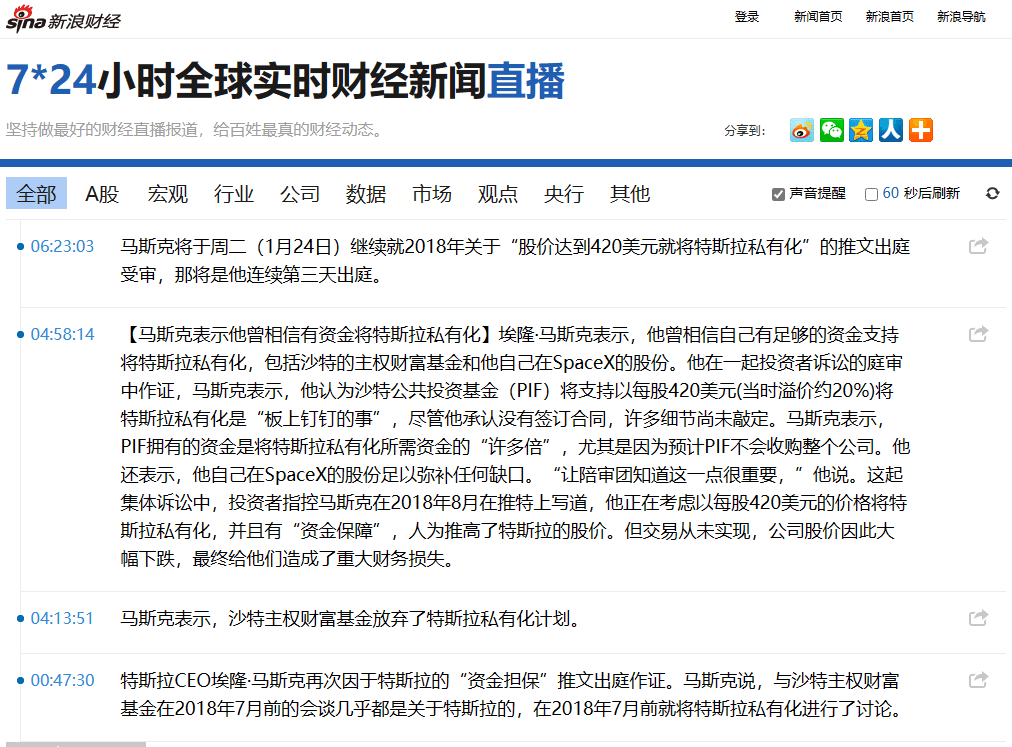 sina新浪财经
登录 新闻首页 新浪首页 新浪导航
7*24小时全球实时财经新闻直播
坚持做最好的财经直播报道，给百姓最真的财经动态。
分享到：
全部 A股 宏观 行业 公司 数据 市场 观点 央行 其他
声音提醒 60 秒后刷新
06:23:03 马斯克将于周二（1月24日）继续就2018年关于“股价达到420美元就将特斯拉私有化”的推文出庭
受审，那将是他连续第三天出庭。
04:58:14 【马斯克表示他曾相信有资金将特斯拉私有化】埃隆·马斯克表示，他曾相信自己有足够的资金支持
将特斯拉私有化，包括沙特的主权财富基金和他自己在SpaceX的股份。他在一起投资者诉讼的庭审
中作证，马斯克表示，他认为沙特公共投资基金（PIF）将支持以每股420美元(当时溢价约20%)将
特斯拉私有化是“板上钉钉的事”，尽管他承认没有签订合同，许多细节尚未敲定。马斯克表示，
PIF拥有的资金是将特斯拉私有化所需资金的“许多倍”，尤其是因为预计PIF不会收购整个公司。他
还表示，他自己在SpaceX的股份足以弥补任何缺口。“让陪审团知道这一点很重要，”他说。这起
集体诉讼中，投资者指控马斯克在2018年8月在推特上写道，他正在考虑以每股420美元的价格将特
斯拉私有化，并且有“资金保障”，人为推高了特斯拉的股价。但交易从未实现，公司股价因此大
幅下跌，最终给他们造成了重大财务损失。
04:13:51 马斯克表示，沙特主权财富基金放弃了特斯拉私有化计划。
00:47:30 特斯拉CEO埃隆·马斯克再次因于特斯拉的“资金担保”推文出庭作证。马斯克说，与沙特主权财富
基金在2018年7月前的会谈几乎都是关于特斯拉的，在2018年7月前就将特斯拉私有化进行了讨论。